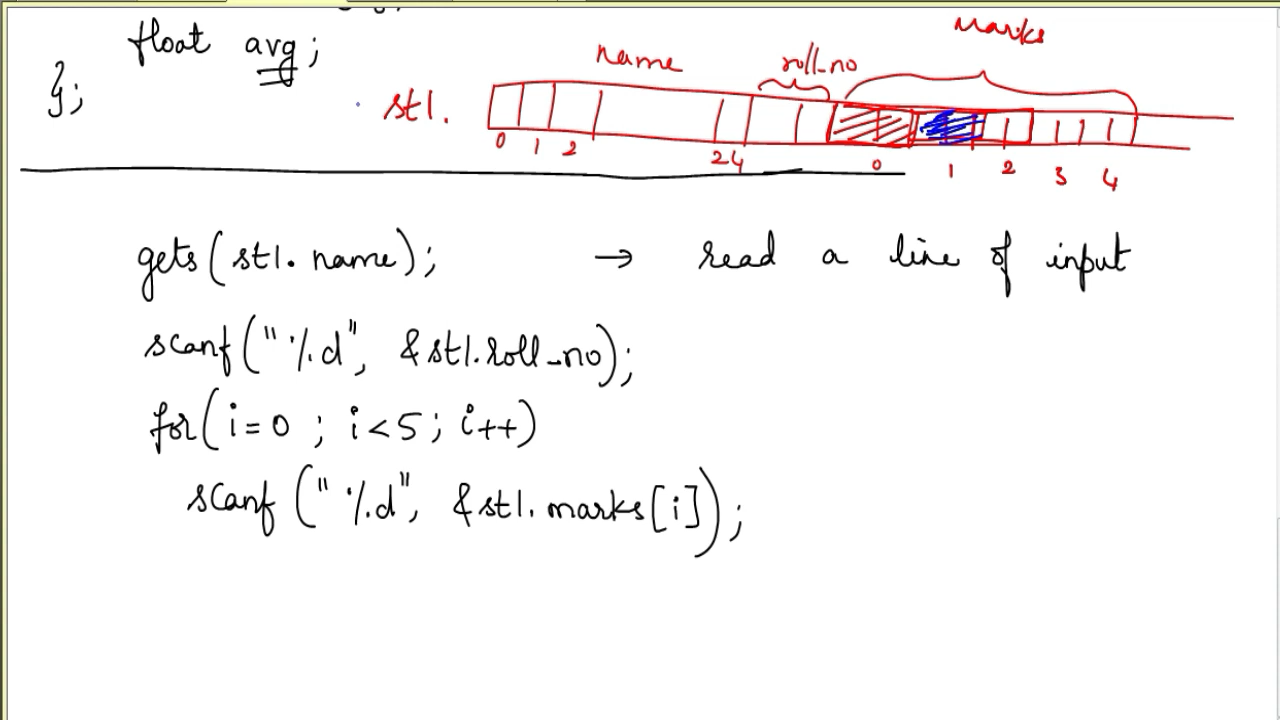 float avg;
};
marks
name
roll_no
st1.
0 1 2 24 0 1 2 3 4
gets(st1.name); → read a line of input
scanf("%d", &st1.roll_no);
for(i=0 ; i<5; i++)
scanf("%d", &st1.marks[i]);